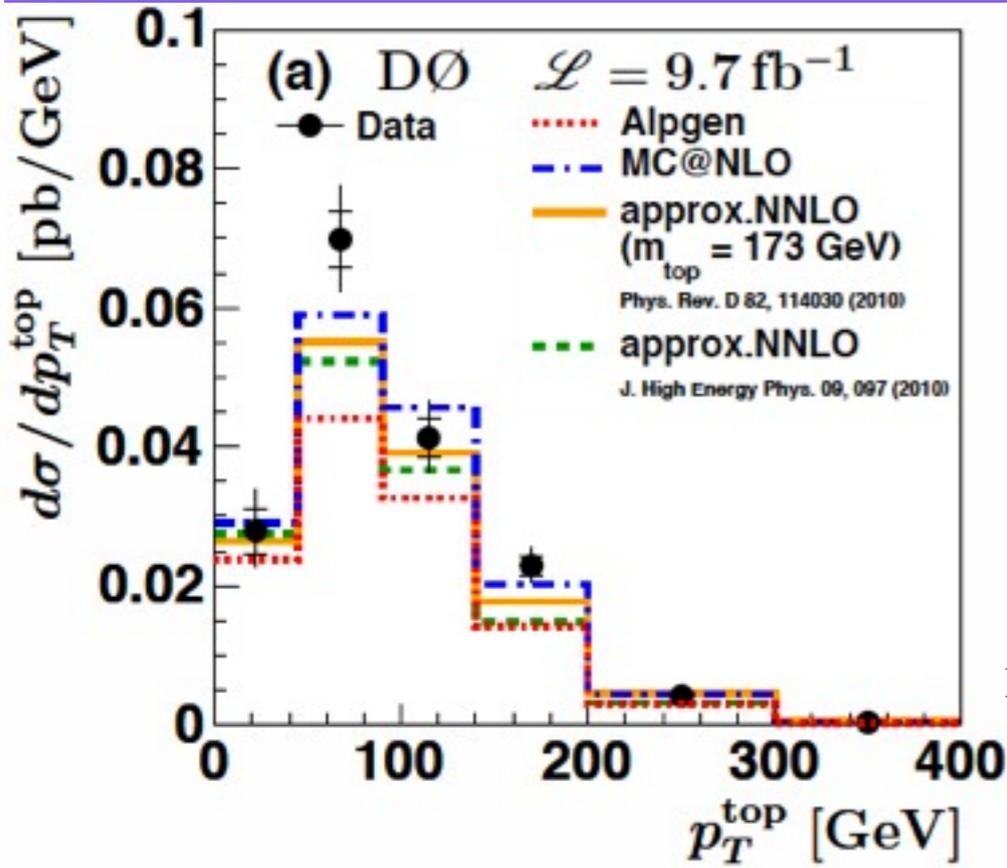 dσ/dp_T^top [pb/GeV]
0.1
0.08
0.06
0.04
0.02
0
(a) DØ ℒ = 9.7 fb⁻¹
Data
Alpgen
MC@NLO
approx.NNLO
(m_top = 173 GeV)
Phys. Rev. D 82, 114030 (2010)
approx.NNLO
J. High Energy Phys. 09, 097 (2010)
0 100 200 300 400
p_T^top [GeV]